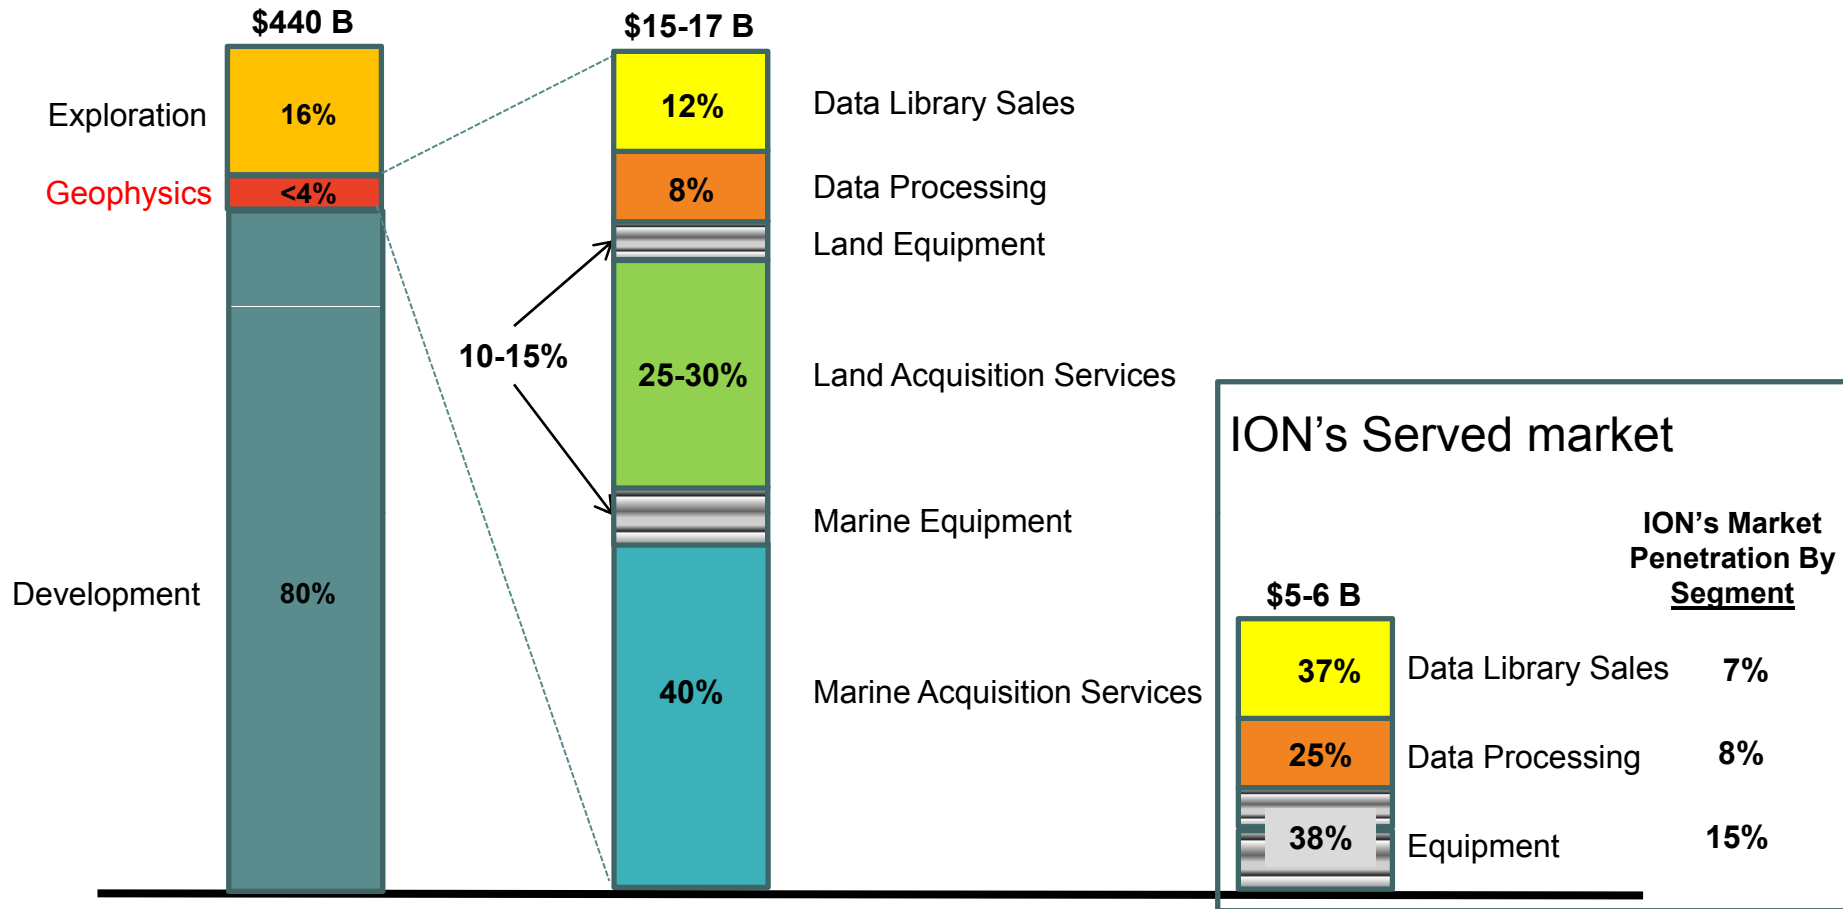 $440 B
Exploration
16%
Geophysics
<4%
Development
80%
$15-17 B
12%
Data Library Sales
8%
Data Processing
Land Equipment
10-15%
25-30%
Land Acquisition Services
Marine Equipment
40%
Marine Acquisition Services
ION’s Served market
ION’s Market
Penetration By
Segment
$5-6 B
37%
Data Library Sales
7%
25%
Data Processing
8%
38%
Equipment
15%